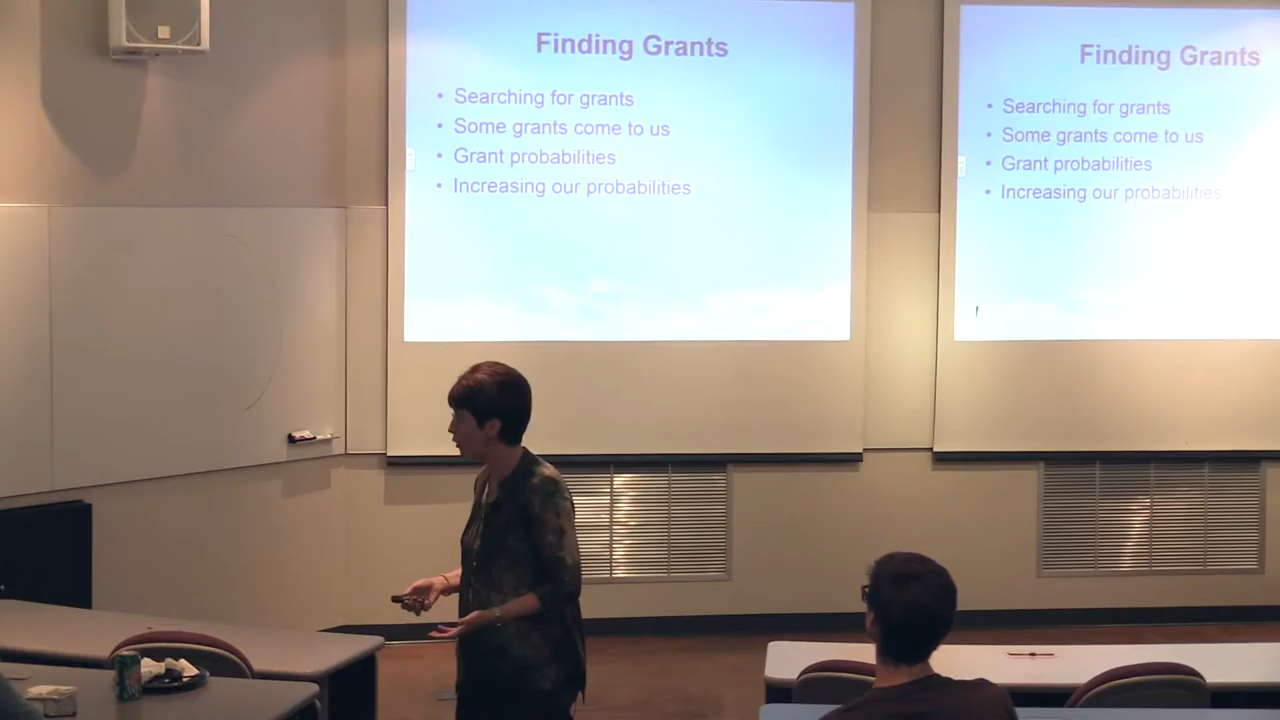 Finding Grants
• Searching for grants
• Some grants come to us
• Grant probabilities
• Increasing our probabilities
Finding Grants
• Searching for grants
• Some grants come to us
• Grant probabilities
• Increasing our probabilities